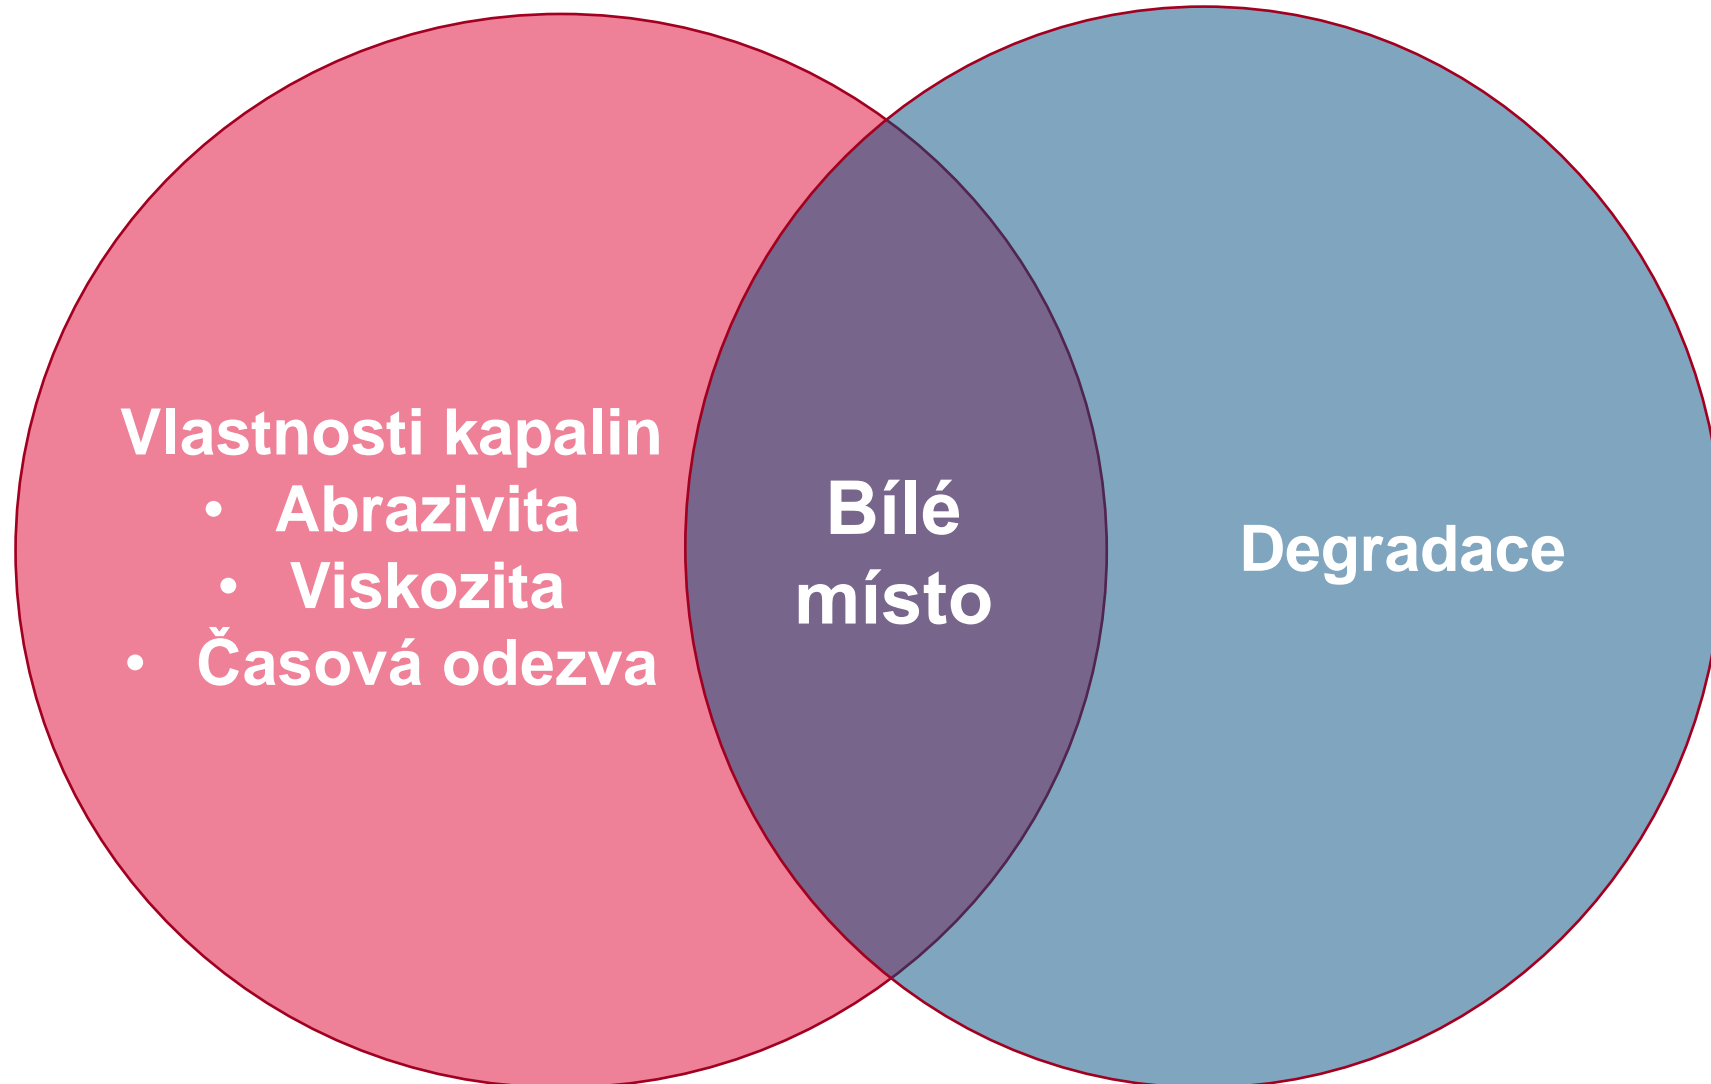 Vlastnosti kapalin
• Abrazivita
• Viskozita
• Časová odezva
Bílé
místo
Degradace